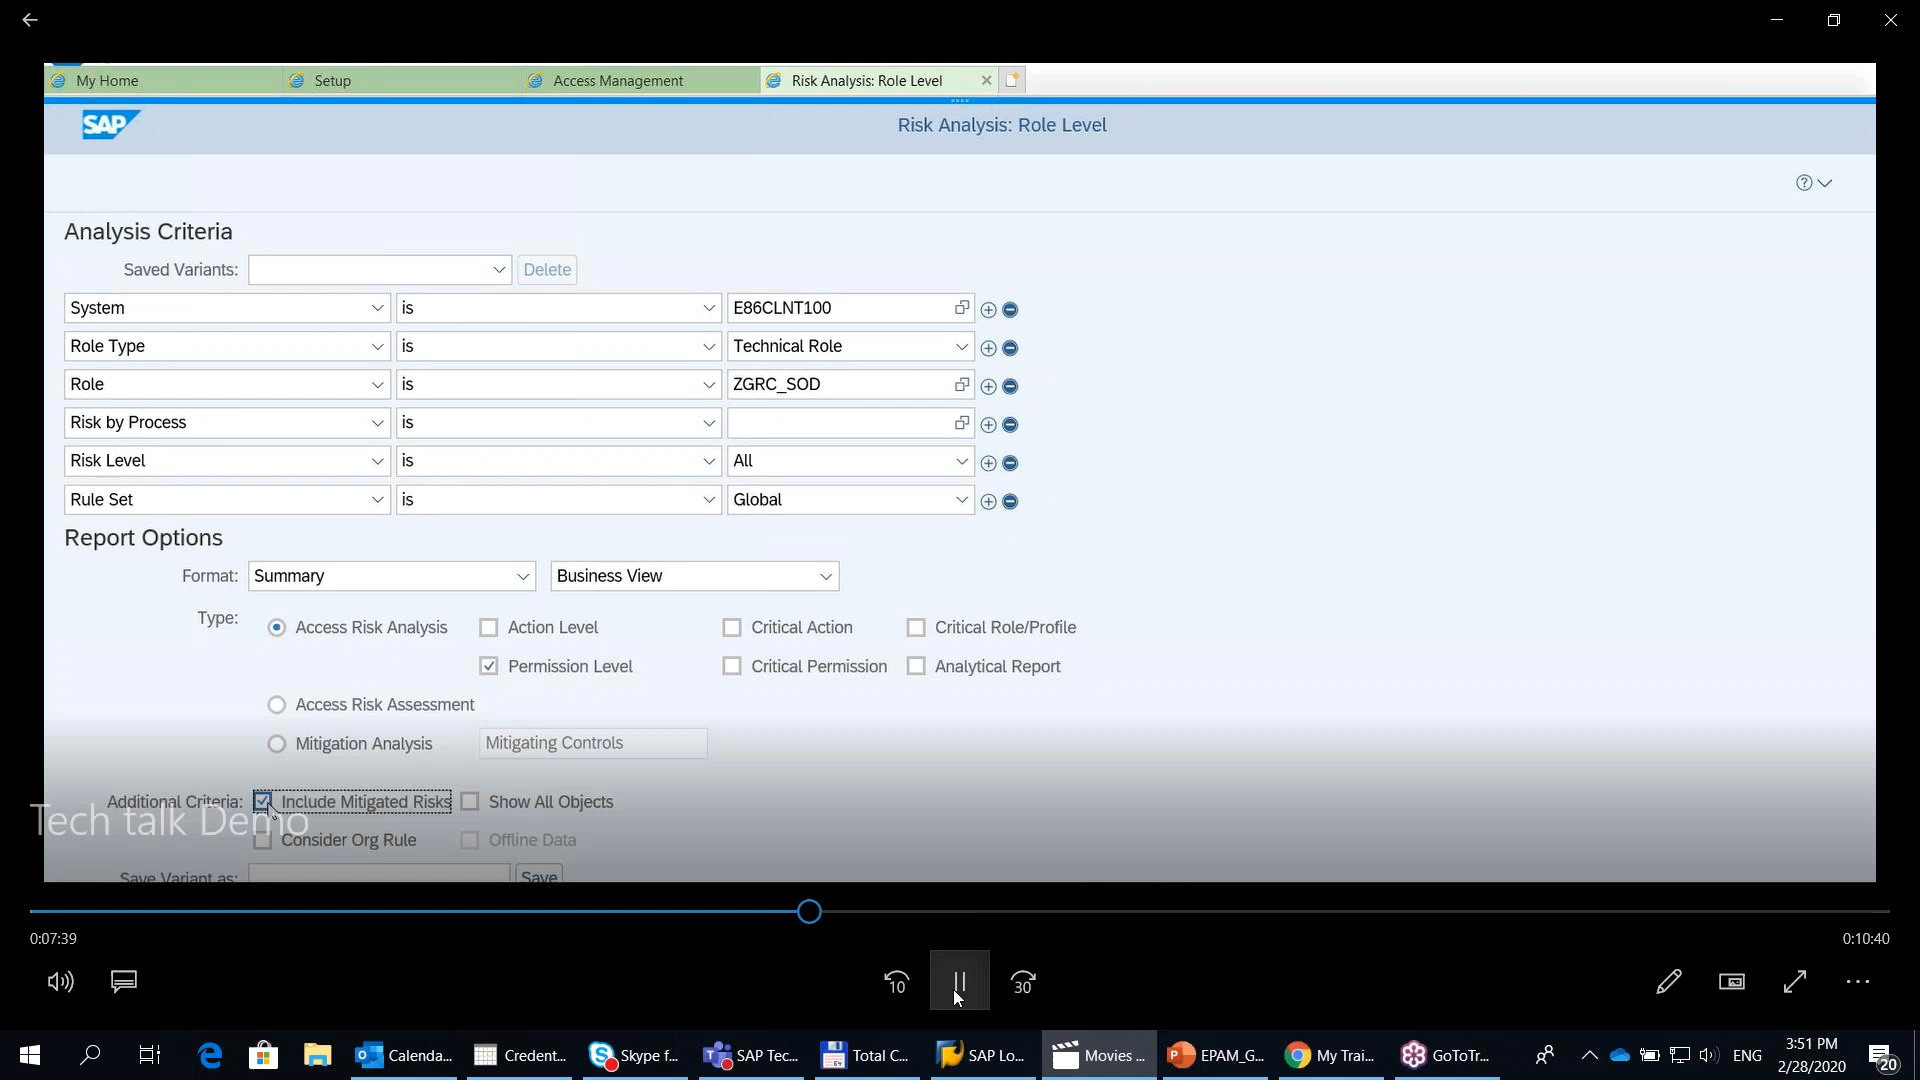 My Home Setup Access Management Risk Analysis: Role Level
SAP Risk Analysis: Role Level
Analysis Criteria
Saved Variants: Delete
System is E86CLNT100
Role Type is Technical Role
Role is ZGRC_SOD
Risk by Process is
Risk Level is All
Rule Set is Global
Report Options
Format: Summary Business View
Type: Access Risk Analysis Action Level Critical Action Critical Role/Profile
Permission Level Critical Permission Analytical Report
Access Risk Assessment
Mitigation Analysis Mitigating Controls
Additional Criteria: Include Mitigated Risks Show All Objects
Tech talk Demo
Consider Org Rule Offline Data
Save Variant as: Save
0:07:39 0:10:40
10 30
Calenda... Credent... Skype f... SAP Tec... Total C... SAP Lo... Movies ... EPAM_G... My Trai... GoToTr... ENG 3:51 PM
2/28/2020 20